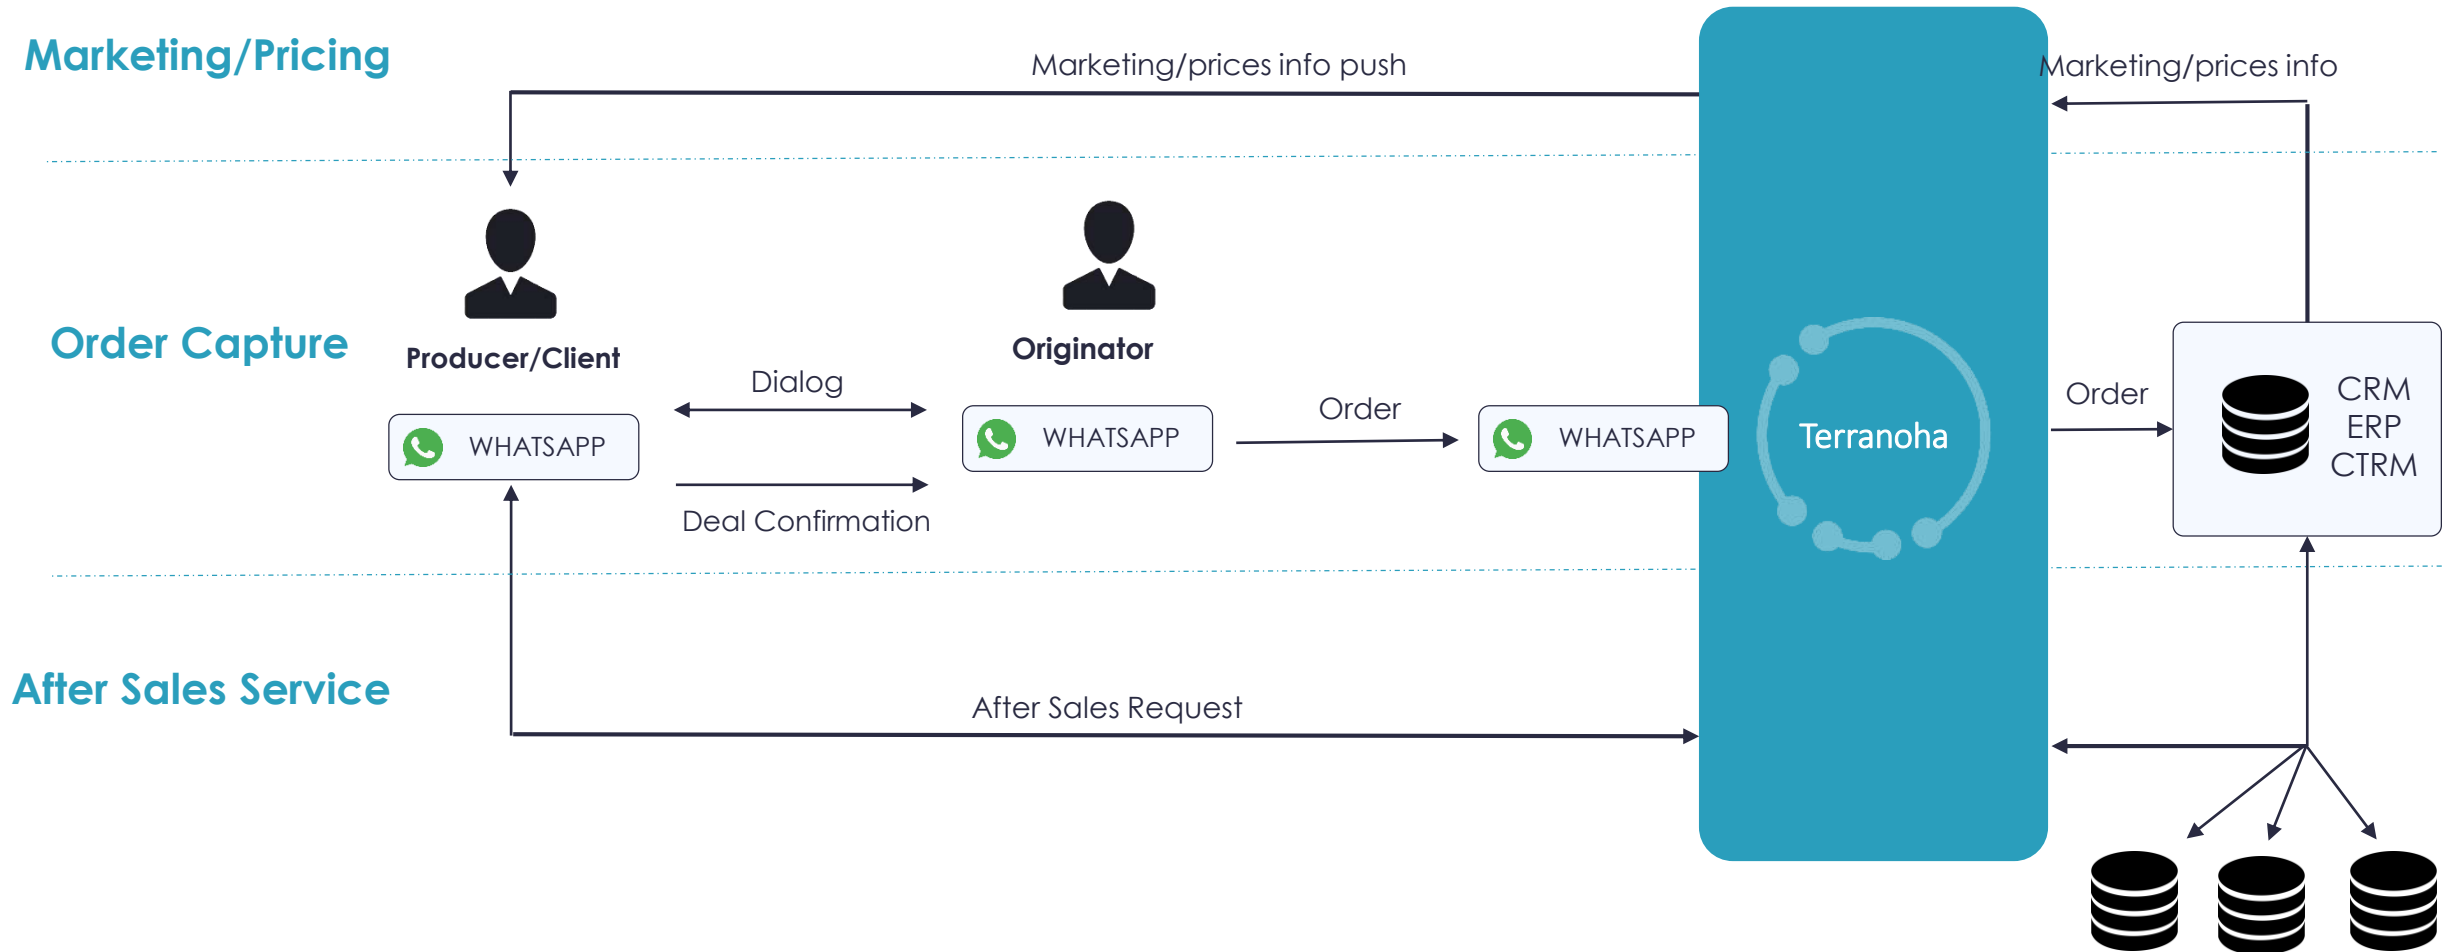 Marketing/Pricing
Marketing/prices info push
Marketing/prices info
Order Capture
Producer/Client
Originator
Dialog
Order
Order
WHATSAPP
WHATSAPP
WHATSAPP
Terranoha
CRM
ERP
CTRM
Deal Confirmation
After Sales Service
After Sales Request